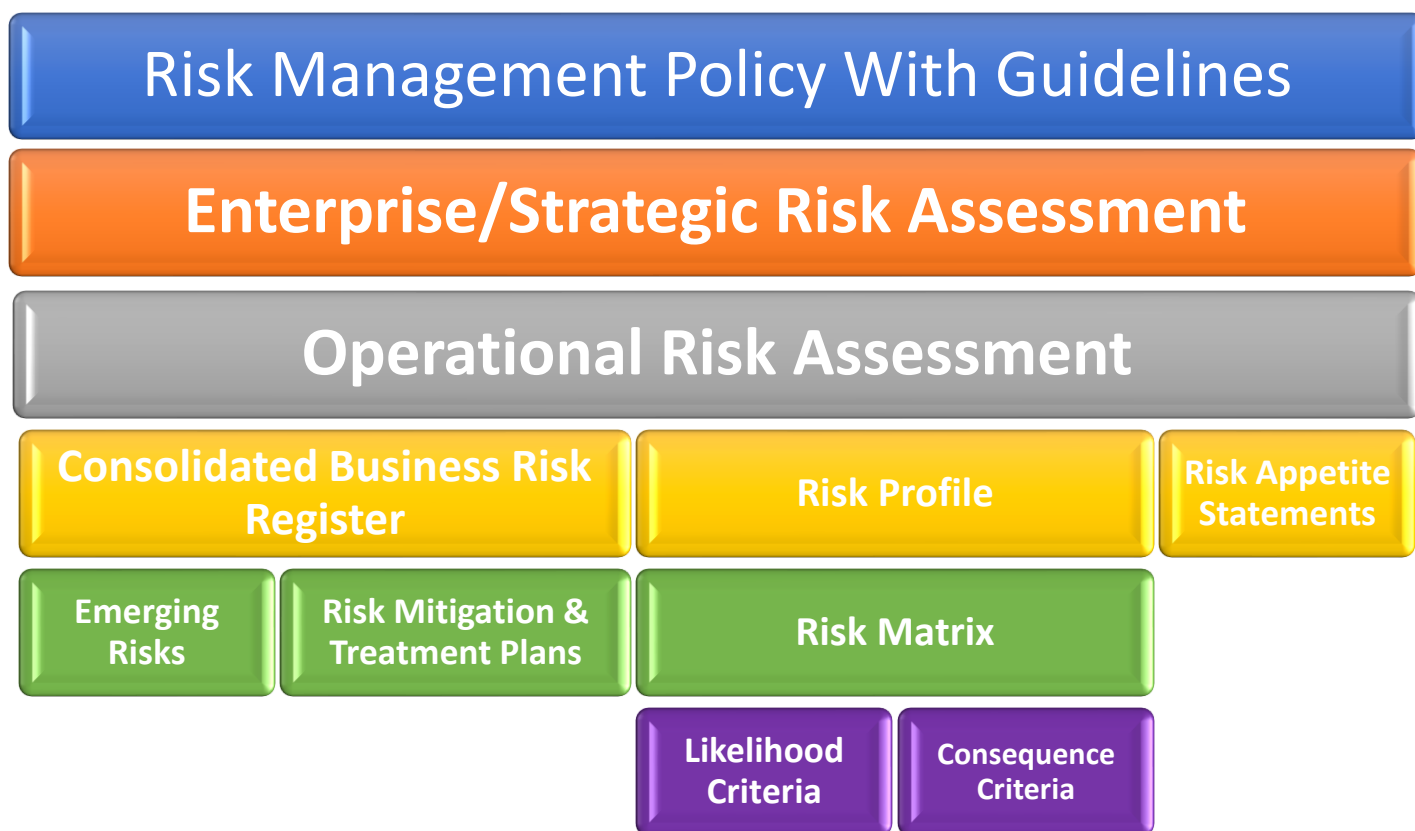 Risk Management Policy With Guidelines
Enterprise/Strategic Risk Assessment
Operational Risk Assessment
Consolidated Business Risk
Register
Risk Profile
Risk Appetite
Statements
Emerging
Risks
Risk Mitigation &
Treatment Plans
Risk Matrix
Likelihood
Criteria
Consequence
Criteria